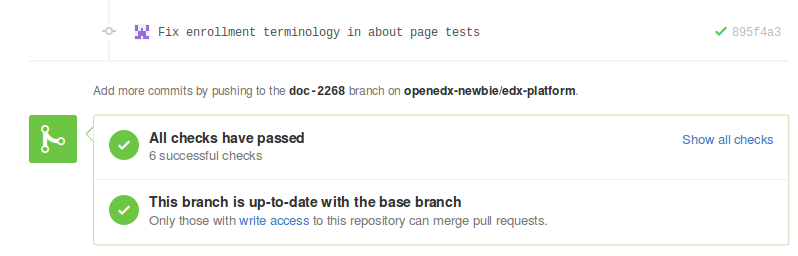 Fix enrollment terminology in about page tests 895f4a3
Add more commits by pushing to the doc-2268 branch on openedx-newbie/edx-platform.
All checks have passed Show all checks
6 successful checks
This branch is up-to-date with the base branch
Only those with write access to this repository can merge pull requests.